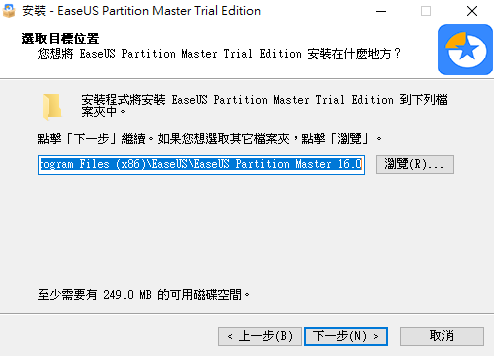 安裝 - EaseUS Partition Master Trial Edition
選取目標位置
您想將 EaseUS Partition Master Trial Edition 安裝在什麼地方？
安裝程式將安裝 EaseUS Partition Master Trial Edition 到下列檔
案夾中。
點擊「下一步」繼續。如果您想選取其它檔案夾，點擊「瀏覽」。
rogram Files (x86)\EaseUS\EaseUS Partition Master 16.0
瀏覽(R)...
至少需要有 249.0 MB 的可用磁碟空間。
< 上一步(B)
下一步(N) >
取消